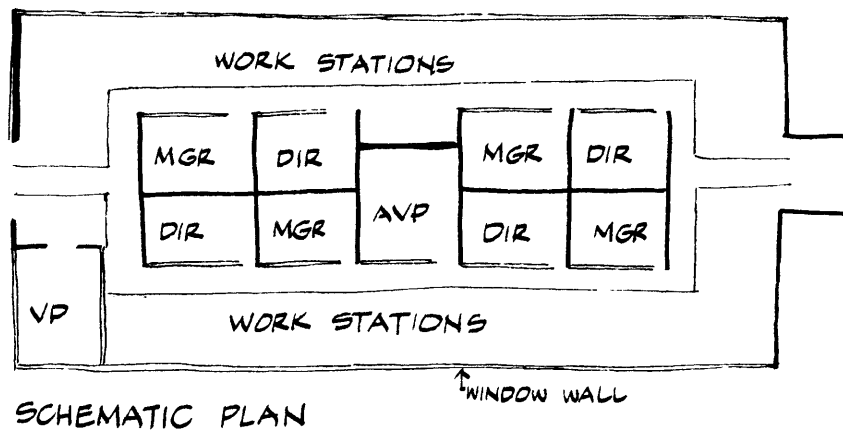 WORK STATIONS
MGR DIR MGR DIR
AVP
DIR MGR DIR MGR
VP
WORK STATIONS
WINDOW WALL
SCHEMATIC PLAN